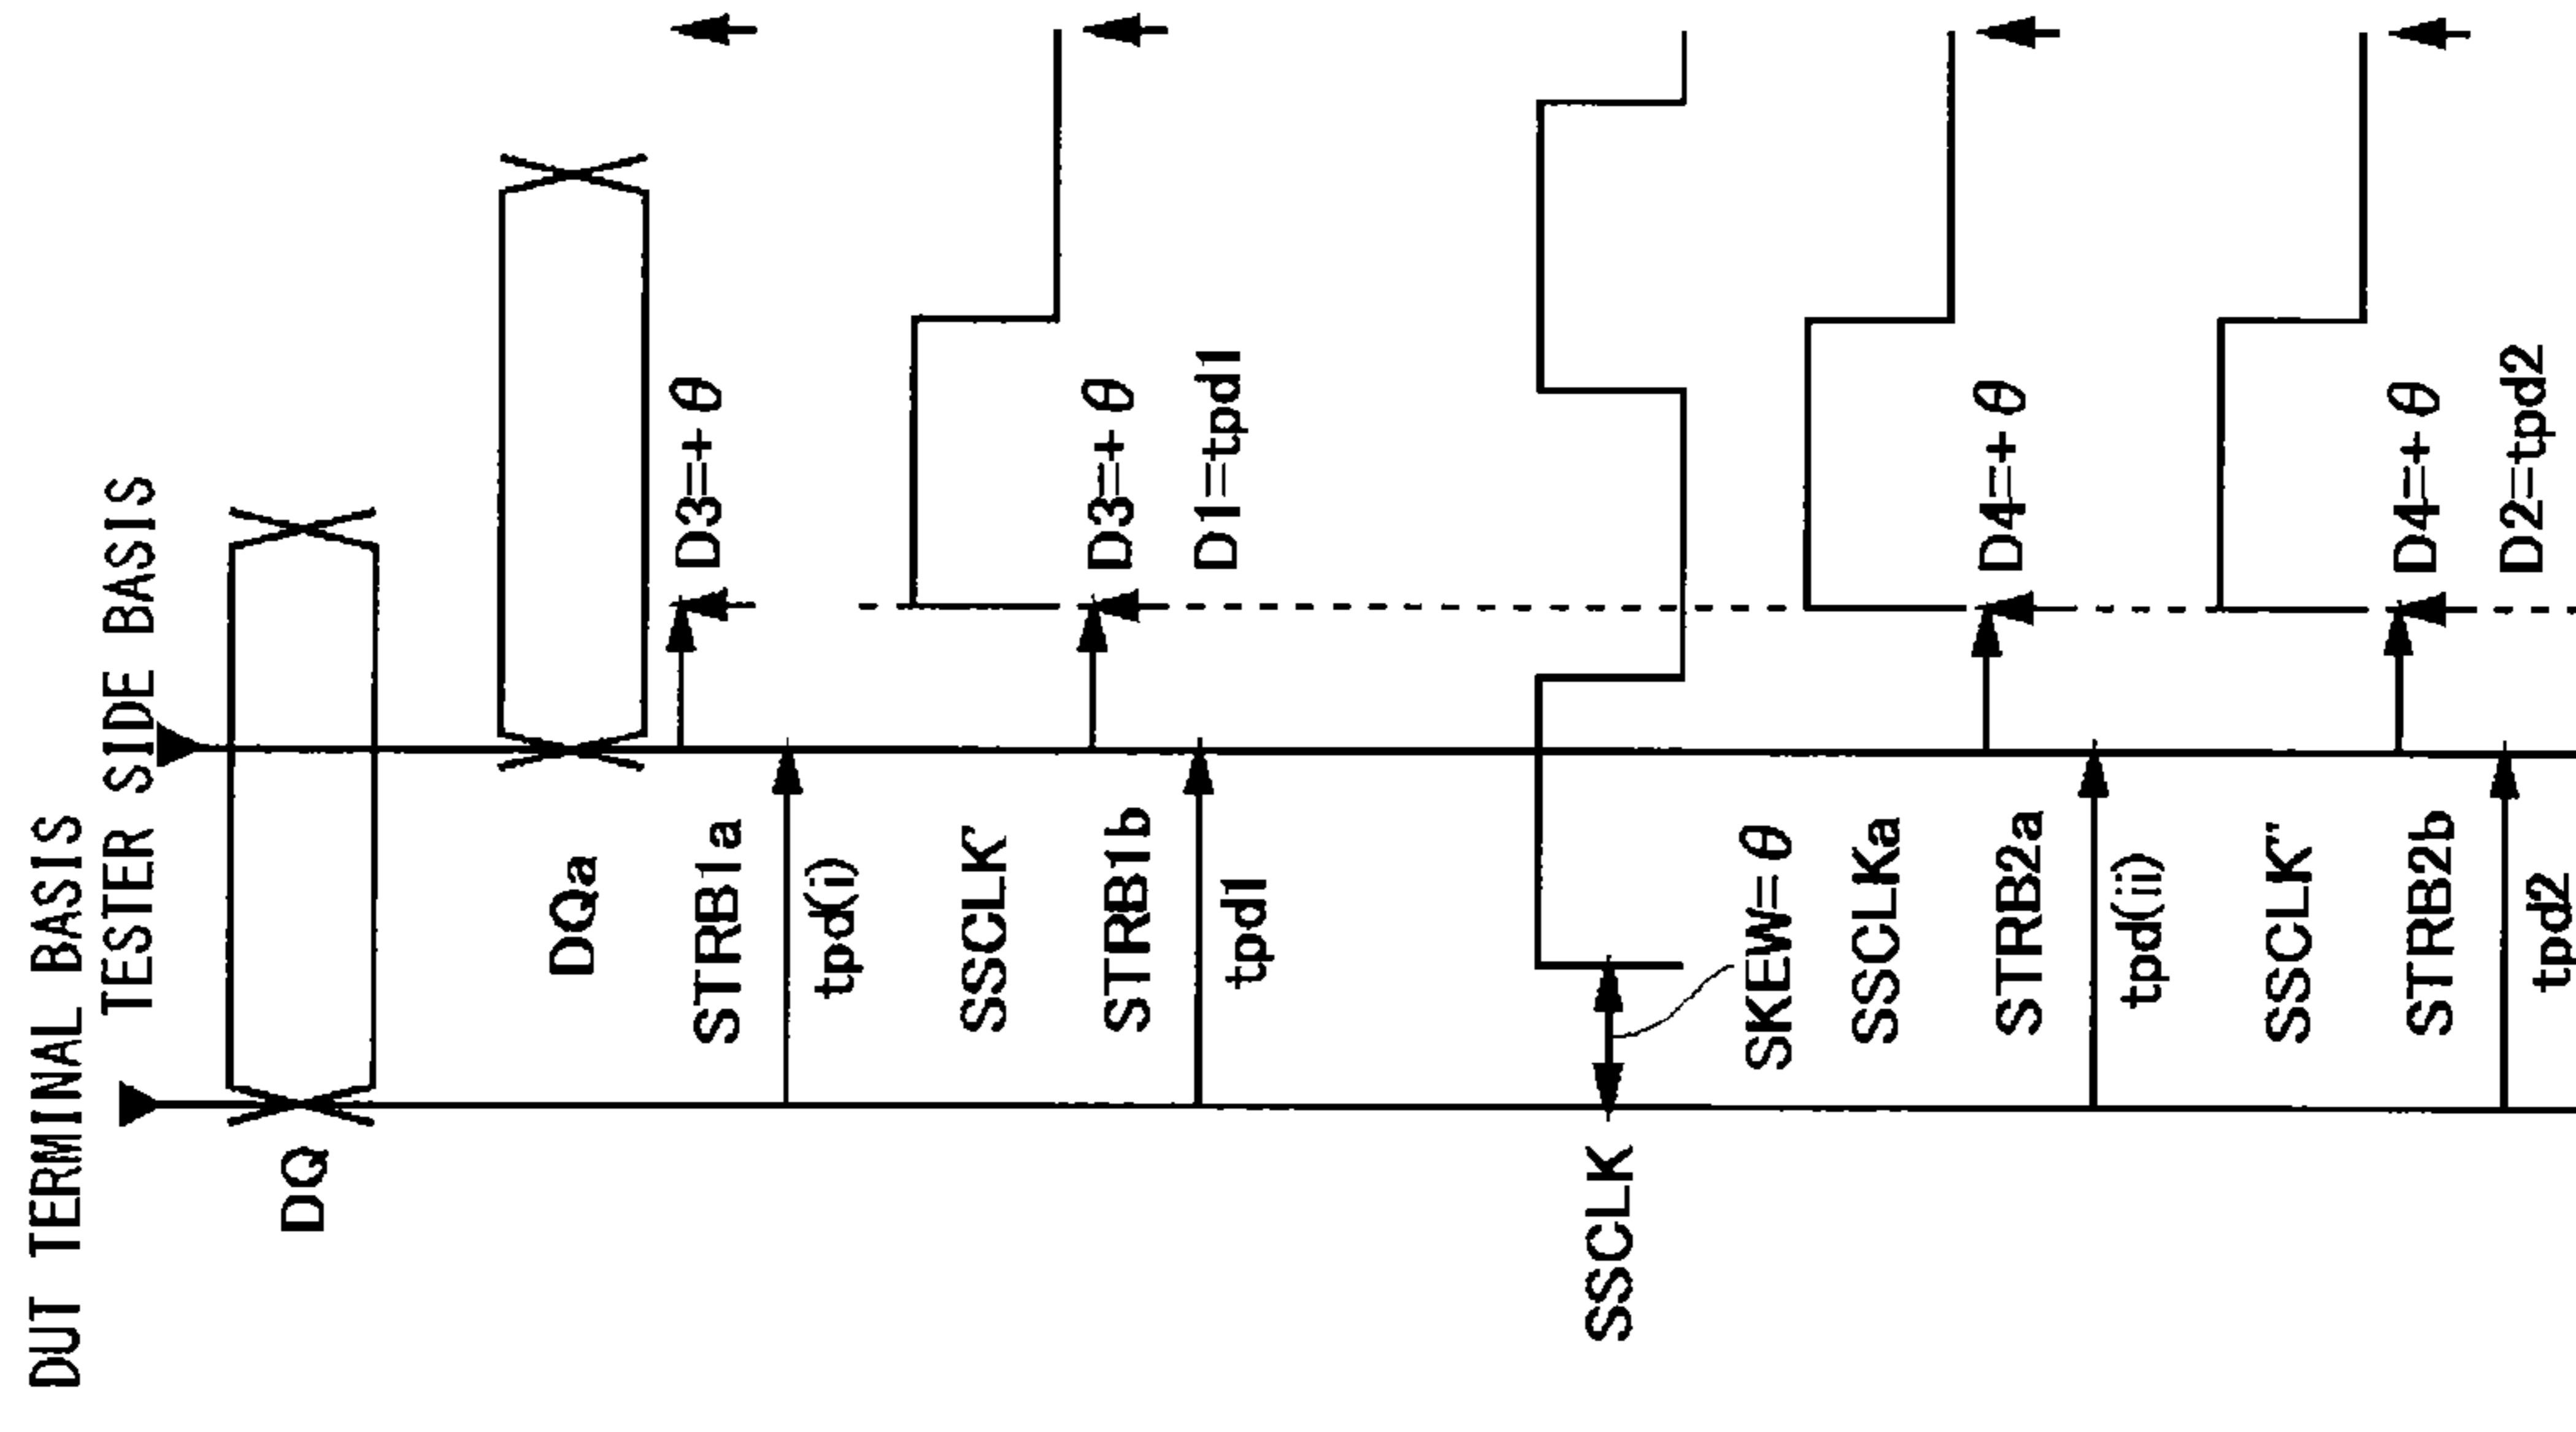 DUT TERMINAL BASIS
TESTER SIDE BASIS
DQ
DQa
STRB1a
D3=+θ
tpd(i)
SSCLK'
STRB1b
D3=+θ
tpd1
D1=tpd1
SSCLK
SKEW=θ
SSCLKa
STRB2a
D4=+θ
tpd(ii)
SSCLK"
STRB2b
D4=+θ
tpd2
D2=tpd2